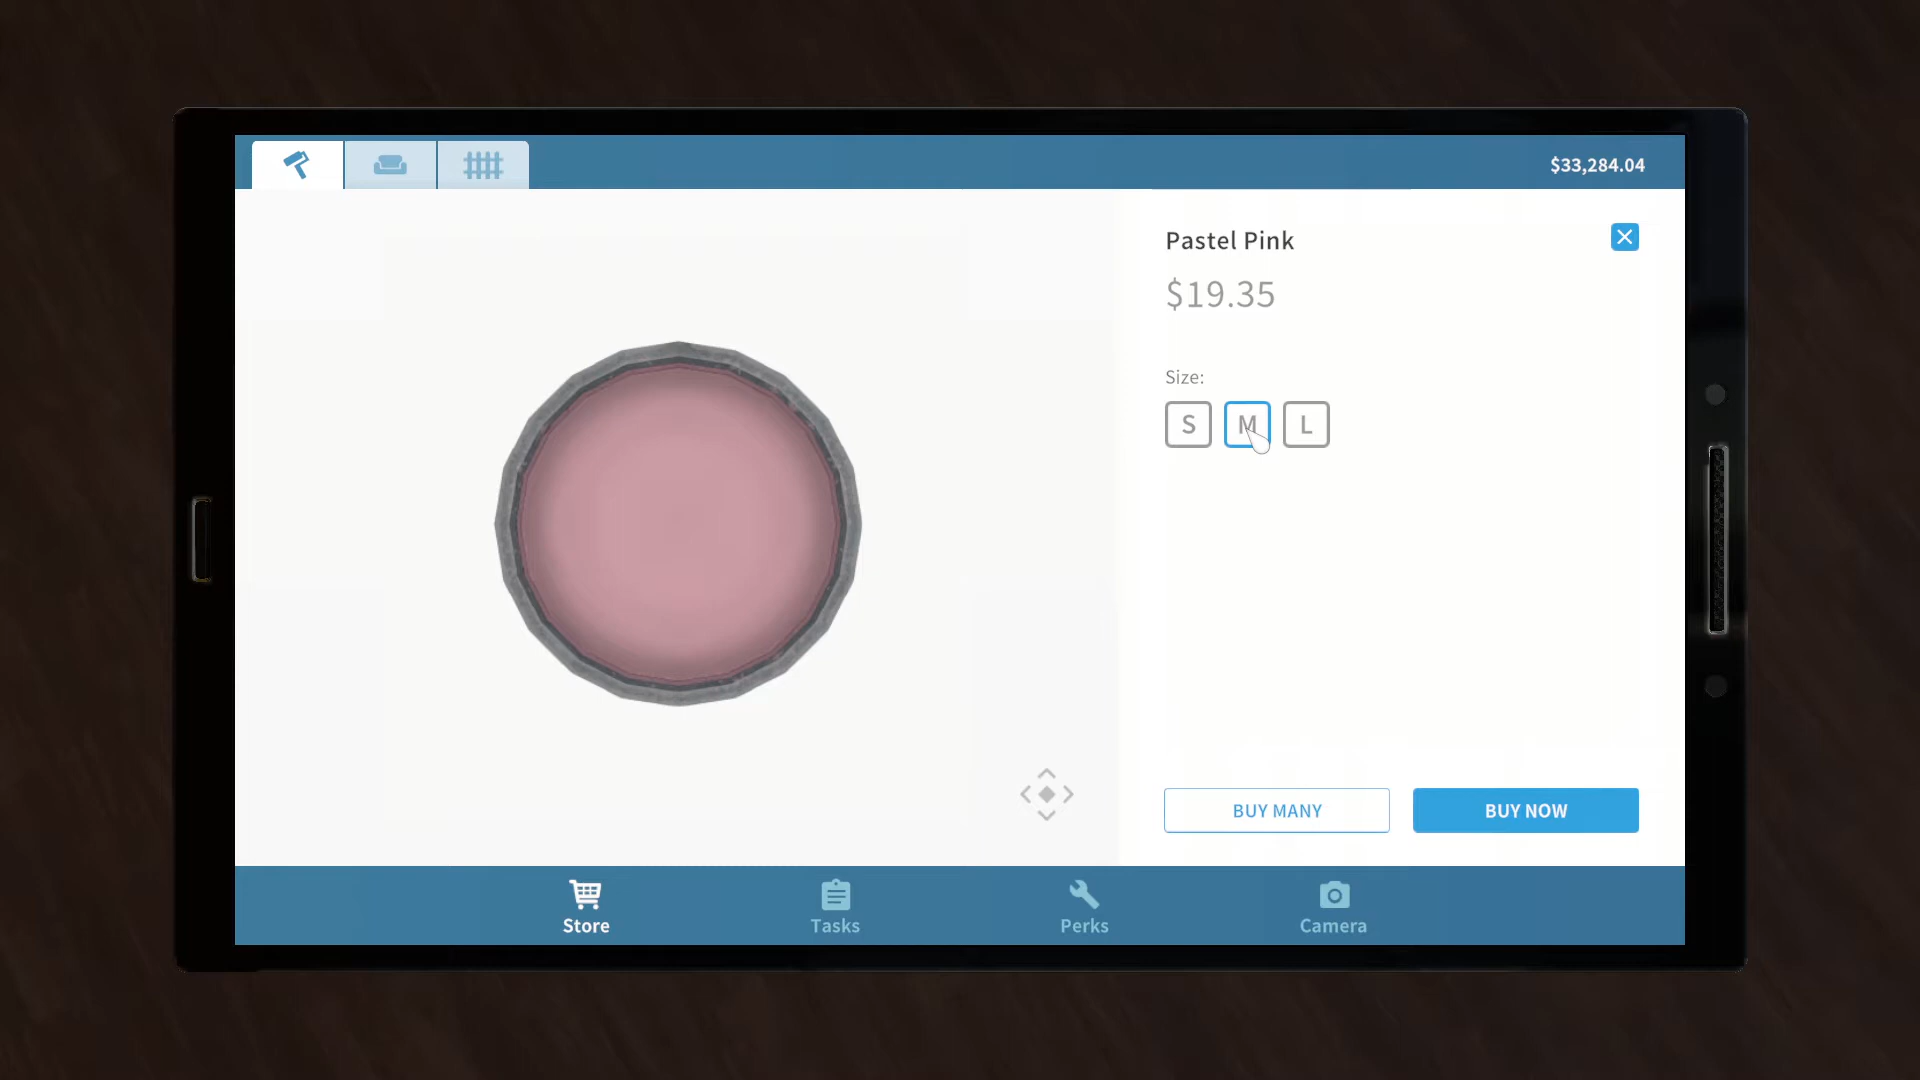 $33,284.04
Pastel Pink
$19.35
Size:
S M L
BUY MANY BUY NOW
Store Tasks Perks Camera